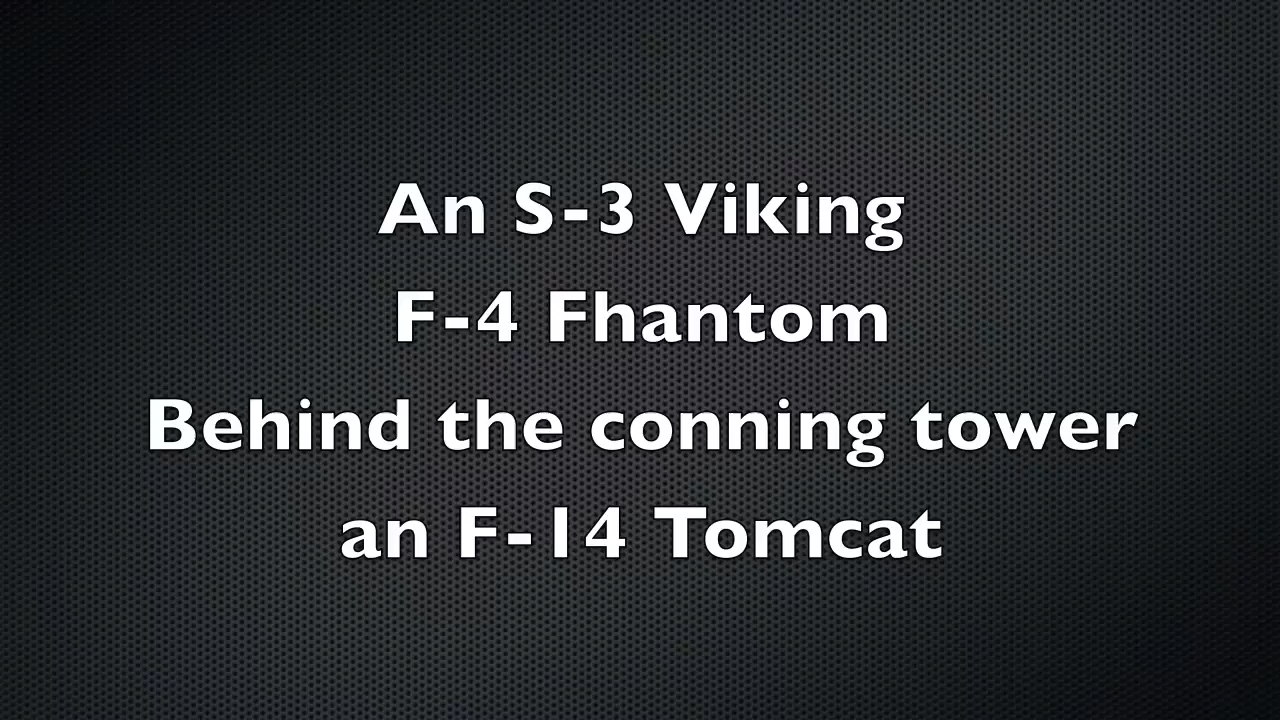 An S-3 Viking
F-4 Fhantom
Behind the conning tower
an F-14 Tomcat